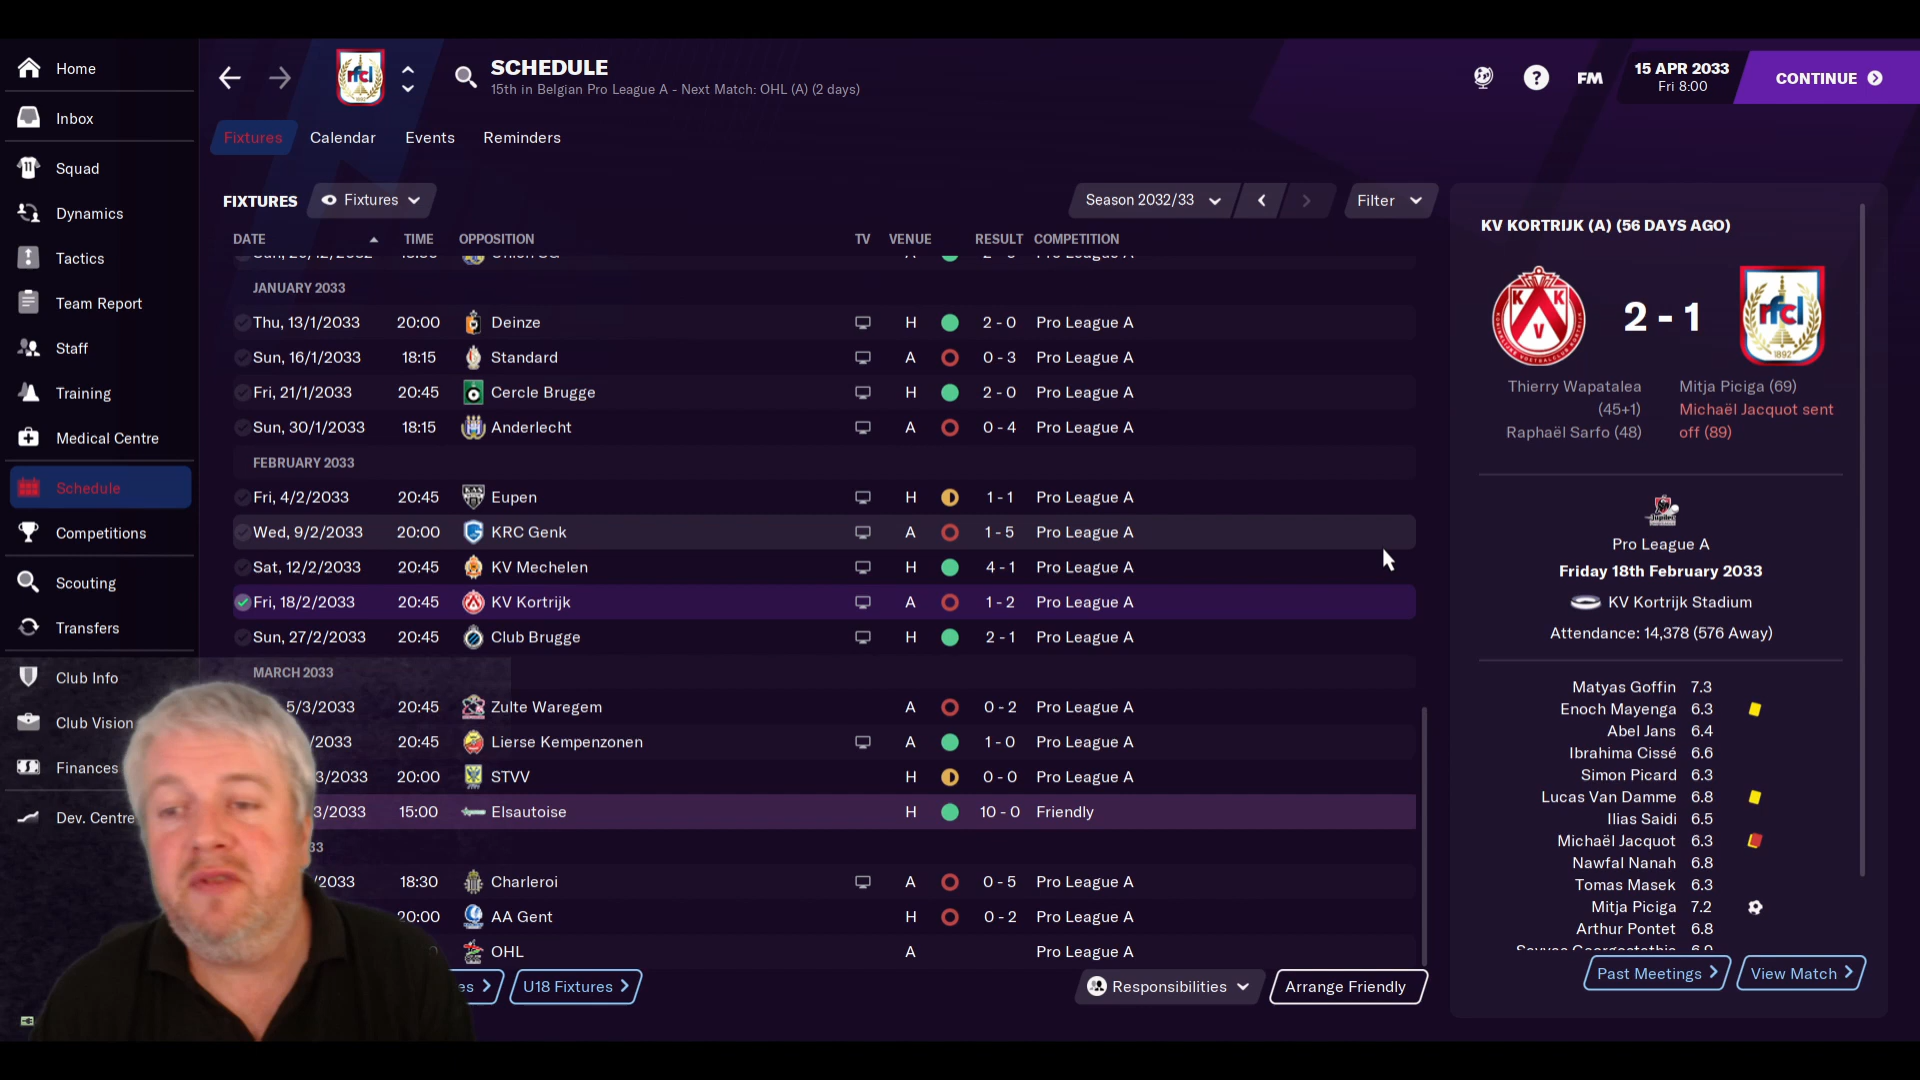 Home
SCHEDULE
15th in Belgian Pro League A - Next Match: OHL (A) (2 days)
FM
15 APR 2033
Fri 8:00
CONTINUE
Inbox
Fixtures Calendar Events Reminders
Squad
Dynamics
Tactics
Team Report
Staff
Training
Medical Centre
Schedule
Competitions
Scouting
Transfers
Club Info
Club Vision
Finances
Dev. Centre
FIXTURES Fixtures Season 2032/33 Filter
DATE TIME OPPOSITION TV VENUE RESULT COMPETITION
JANUARY 2033
Thu, 13/1/2033 20:00 Deinze H 2 - 0 Pro League A
Sun, 16/1/2033 18:15 Standard A 0 - 3 Pro League A
Fri, 21/1/2033 20:45 Cercle Brugge H 2 - 0 Pro League A
Sun, 30/1/2033 18:15 Anderlecht A 0 - 4 Pro League A
FEBRUARY 2033
Fri, 4/2/2033 20:45 Eupen H 1 - 1 Pro League A
Wed, 9/2/2033 20:00 KRC Genk A 1 - 5 Pro League A
Sat, 12/2/2033 20:45 KV Mechelen H 4 - 1 Pro League A
Fri, 18/2/2033 20:45 KV Kortrijk A 1 - 2 Pro League A
Sun, 27/2/2033 20:45 Club Brugge H 2 - 1 Pro League A
MARCH 2033
5/3/2033 20:45 Zulte Waregem A 0 - 2 Pro League A
/2033 20:45 Lierse Kempenzonen A 1 - 0 Pro League A
3/2033 20:00 STVV H 0 - 0 Pro League A
3/2033 15:00 Elsautoise H 10 - 0 Friendly
33
/2033 18:30 Charleroi A 0 - 5 Pro League A
20:00 AA Gent H 0 - 2 Pro League A
OHL A Pro League A
es U18 Fixtures Responsibilities Arrange Friendly
KV KORTRIJK (A) (56 DAYS AGO)
KKV
2 - 1
rfcl
1892
Thierry Wapatalea
(45+1)
Raphaël Sarfo (48)
Mitja Piciga (69)
Michaël Jacquot sent
off (89)
Pro League A
Friday 18th February 2033
KV Kortrijk Stadium
Attendance: 14,378 (576 Away)
Matyas Goffin 7.3
Enoch Mayenga 6.3
Abel Jans 6.4
Ibrahima Cissé 6.6
Simon Picard 6.3
Lucas Van Damme 6.8
Ilias Saidi 6.5
Michaël Jacquot 6.3
Nawfal Nanah 6.8
Tomas Masek 6.3
Mitja Piciga 7.2
Arthur Pontet 6.8
Past Meetings View Match